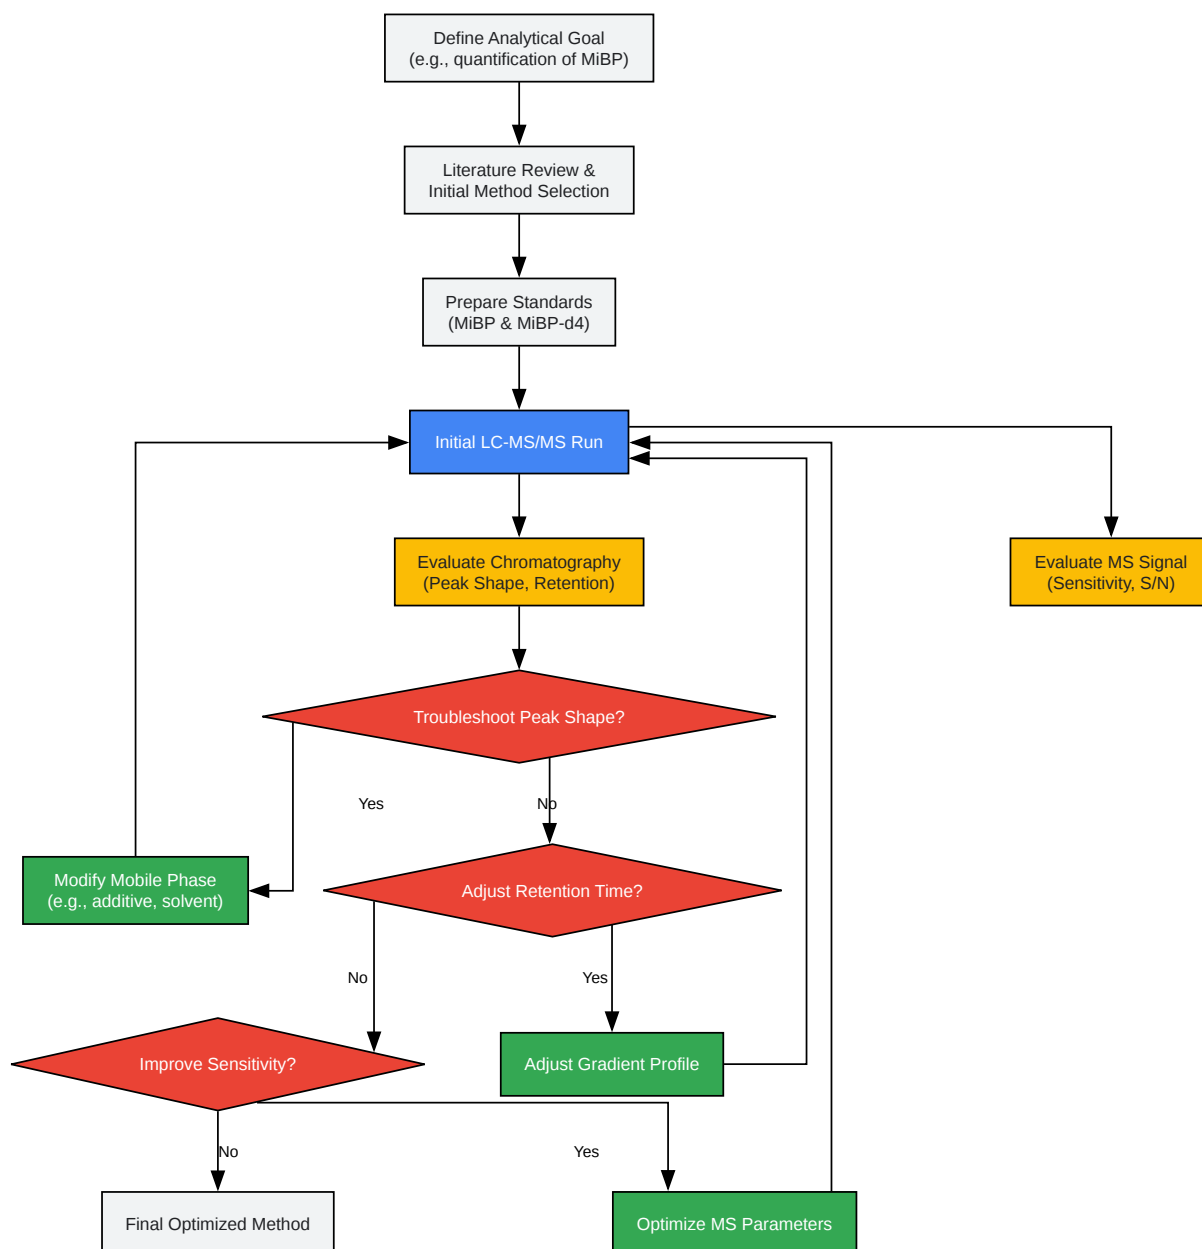 Define Analytical Goal
(e.g., quantification of MiBP)
Literature Review &
Initial Method Selection
Prepare Standards
(MiBP & MiBP-d4)
Initial LC-MS/MS Run
Evaluate Chromatography
(Peak Shape, Retention)
Evaluate MS Signal
(Sensitivity, S/N)
Troubleshoot Peak Shape?
Yes
No
Modify Mobile Phase
(e.g., additive, solvent)
Adjust Retention Time?
No
Yes
Improve Sensitivity?
Adjust Gradient Profile
No
Yes
Final Optimized Method
Optimize MS Parameters